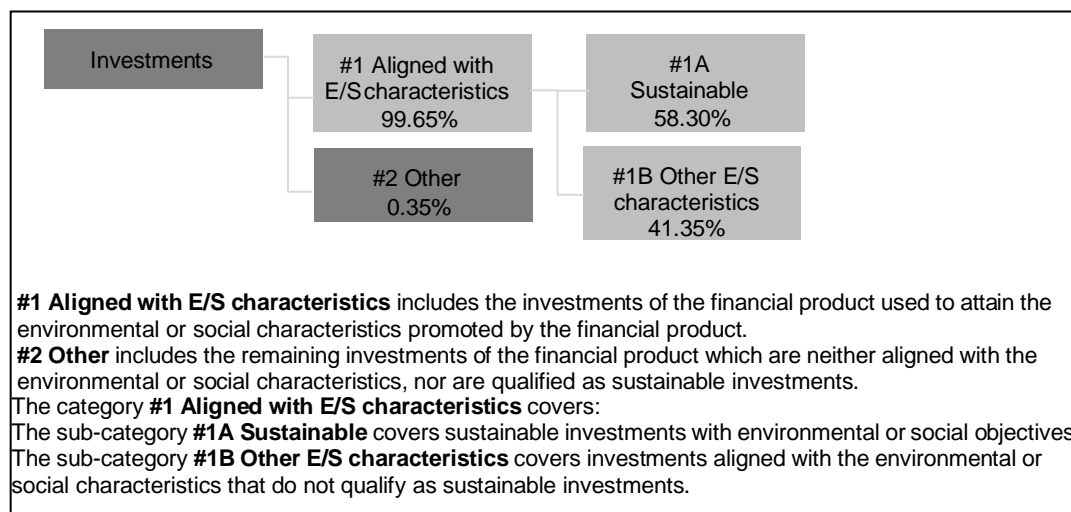 Investments
#1 Aligned with
E/S characteristics
99.65%
#2 Other
0.35%
#1A
Sustainable
58.30%
#1B Other E/S
characteristics
41.35%
#1 Aligned with E/S characteristics includes the investments of the financial product used to attain the
environmental or social characteristics promoted by the financial product.
#2 Other includes the remaining investments of the financial product which are neither aligned with the
environmental or social characteristics, nor are qualified as sustainable investments.
The category #1 Aligned with E/S characteristics covers:
The sub-category #1A Sustainable covers sustainable investments with environmental or social objectives
The sub-category #1B Other E/S characteristics covers investments aligned with the environmental or
social characteristics that do not qualify as sustainable investments.